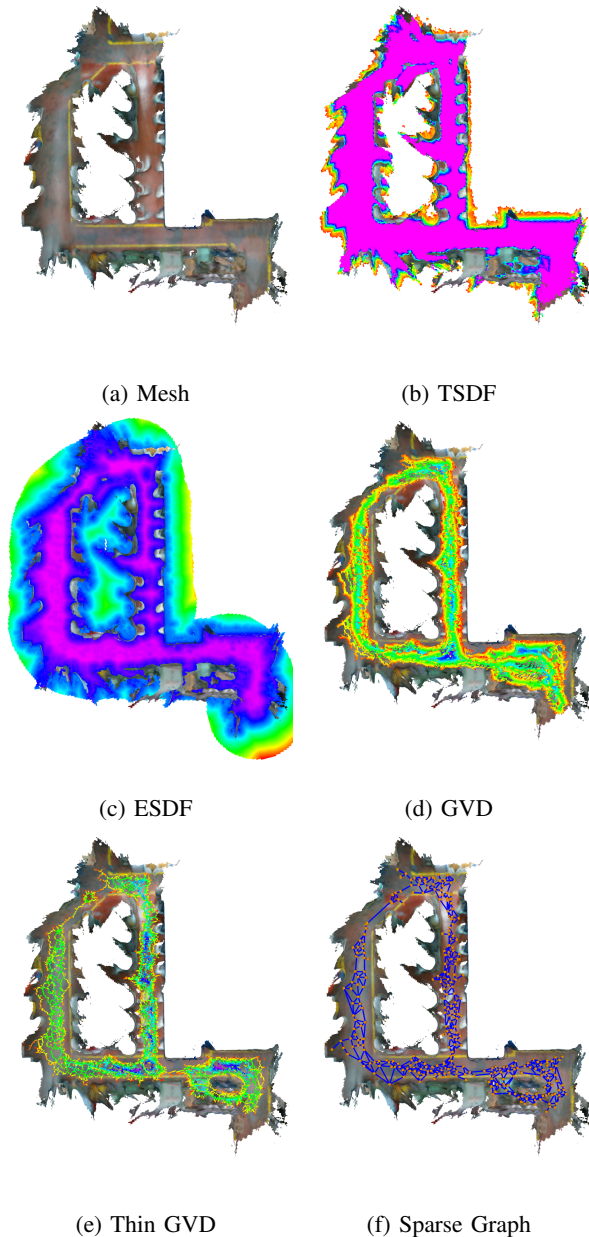 (a) Mesh
(b) TSDF
(c) ESDF
(d) GVD
(e) Thin GVD
(f) Sparse Graph